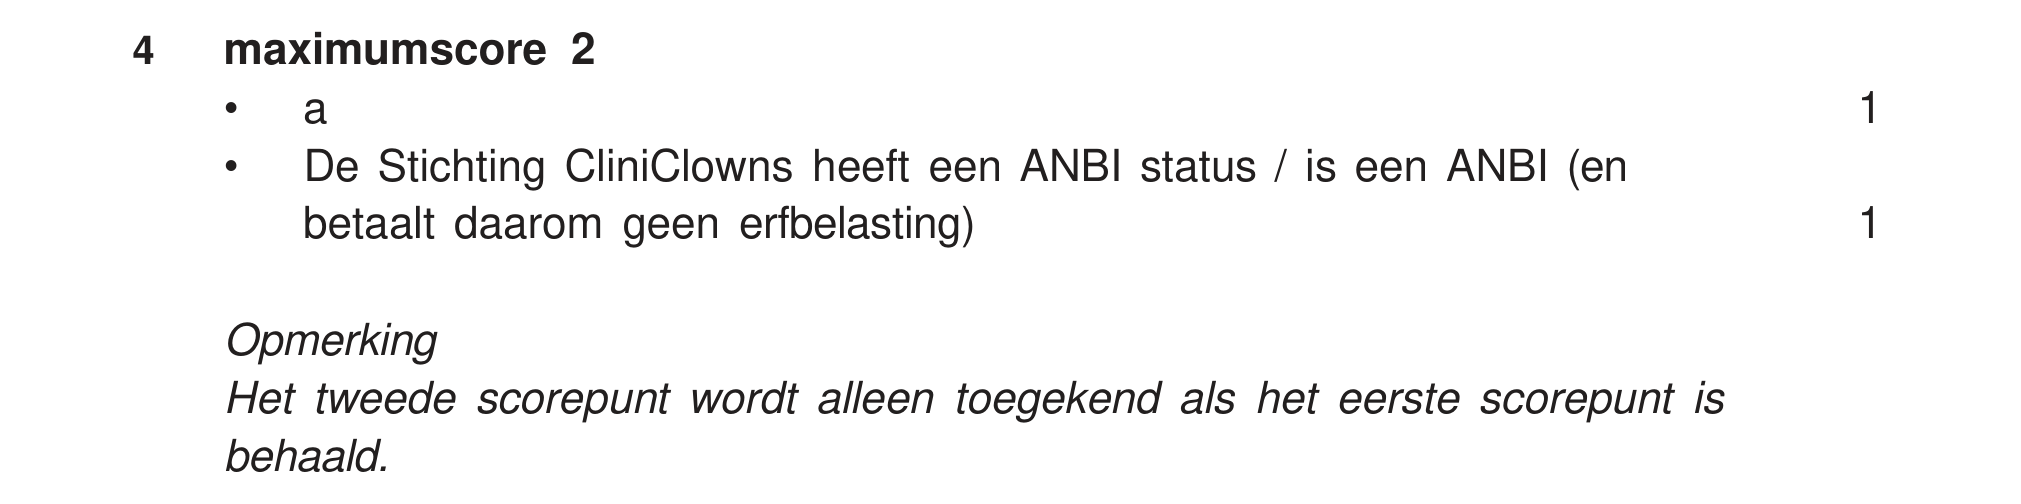 4 maximumscore 2
• a 1
• De Stichting CliniClowns heeft een ANBI status / is een ANBI (en
betaalt daarom geen erfbelasting) 1
Opmerking
Het tweede scorepunt wordt alleen toegekend als het eerste scorepunt is
behaald.